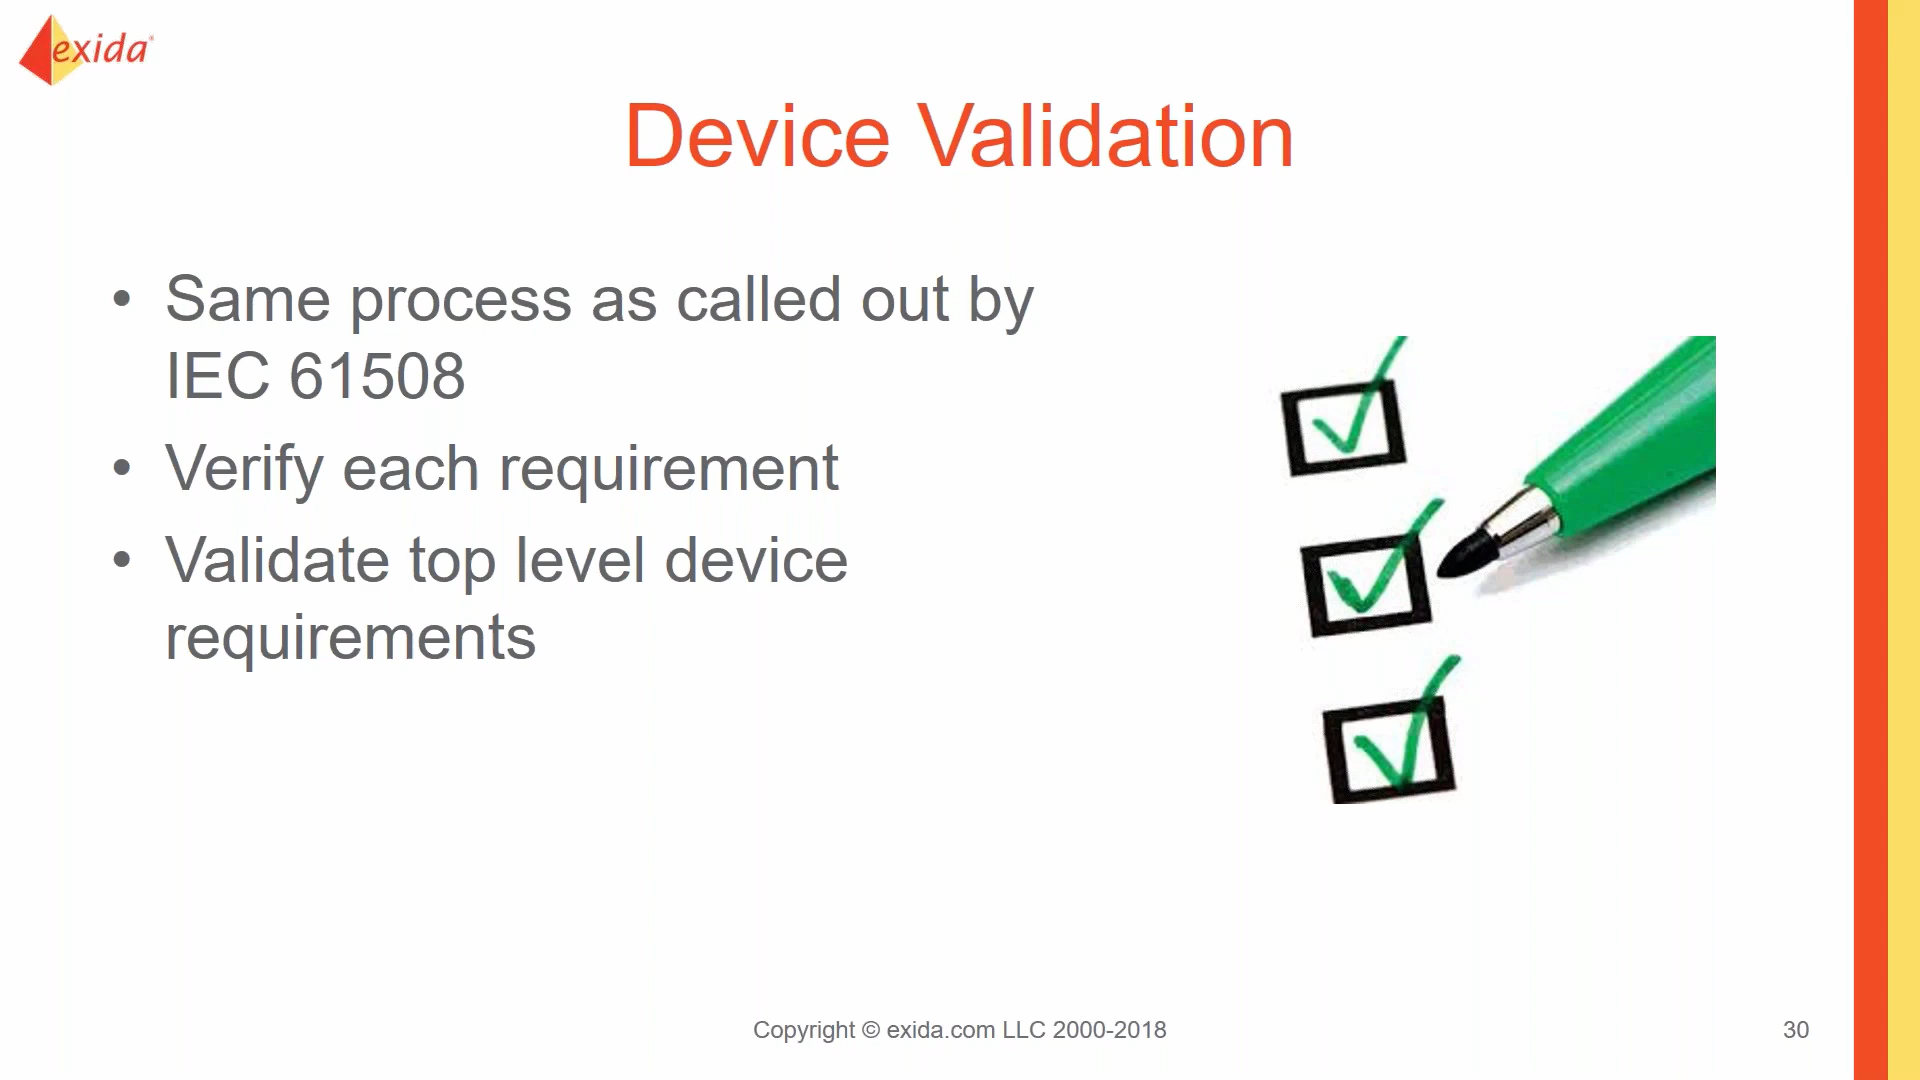 exida
Device Validation
• Same process as called out by
IEC 61508
• Verify each requirement
• Validate top level device
requirements
Copyright © exida.com LLC 2000-2018
30